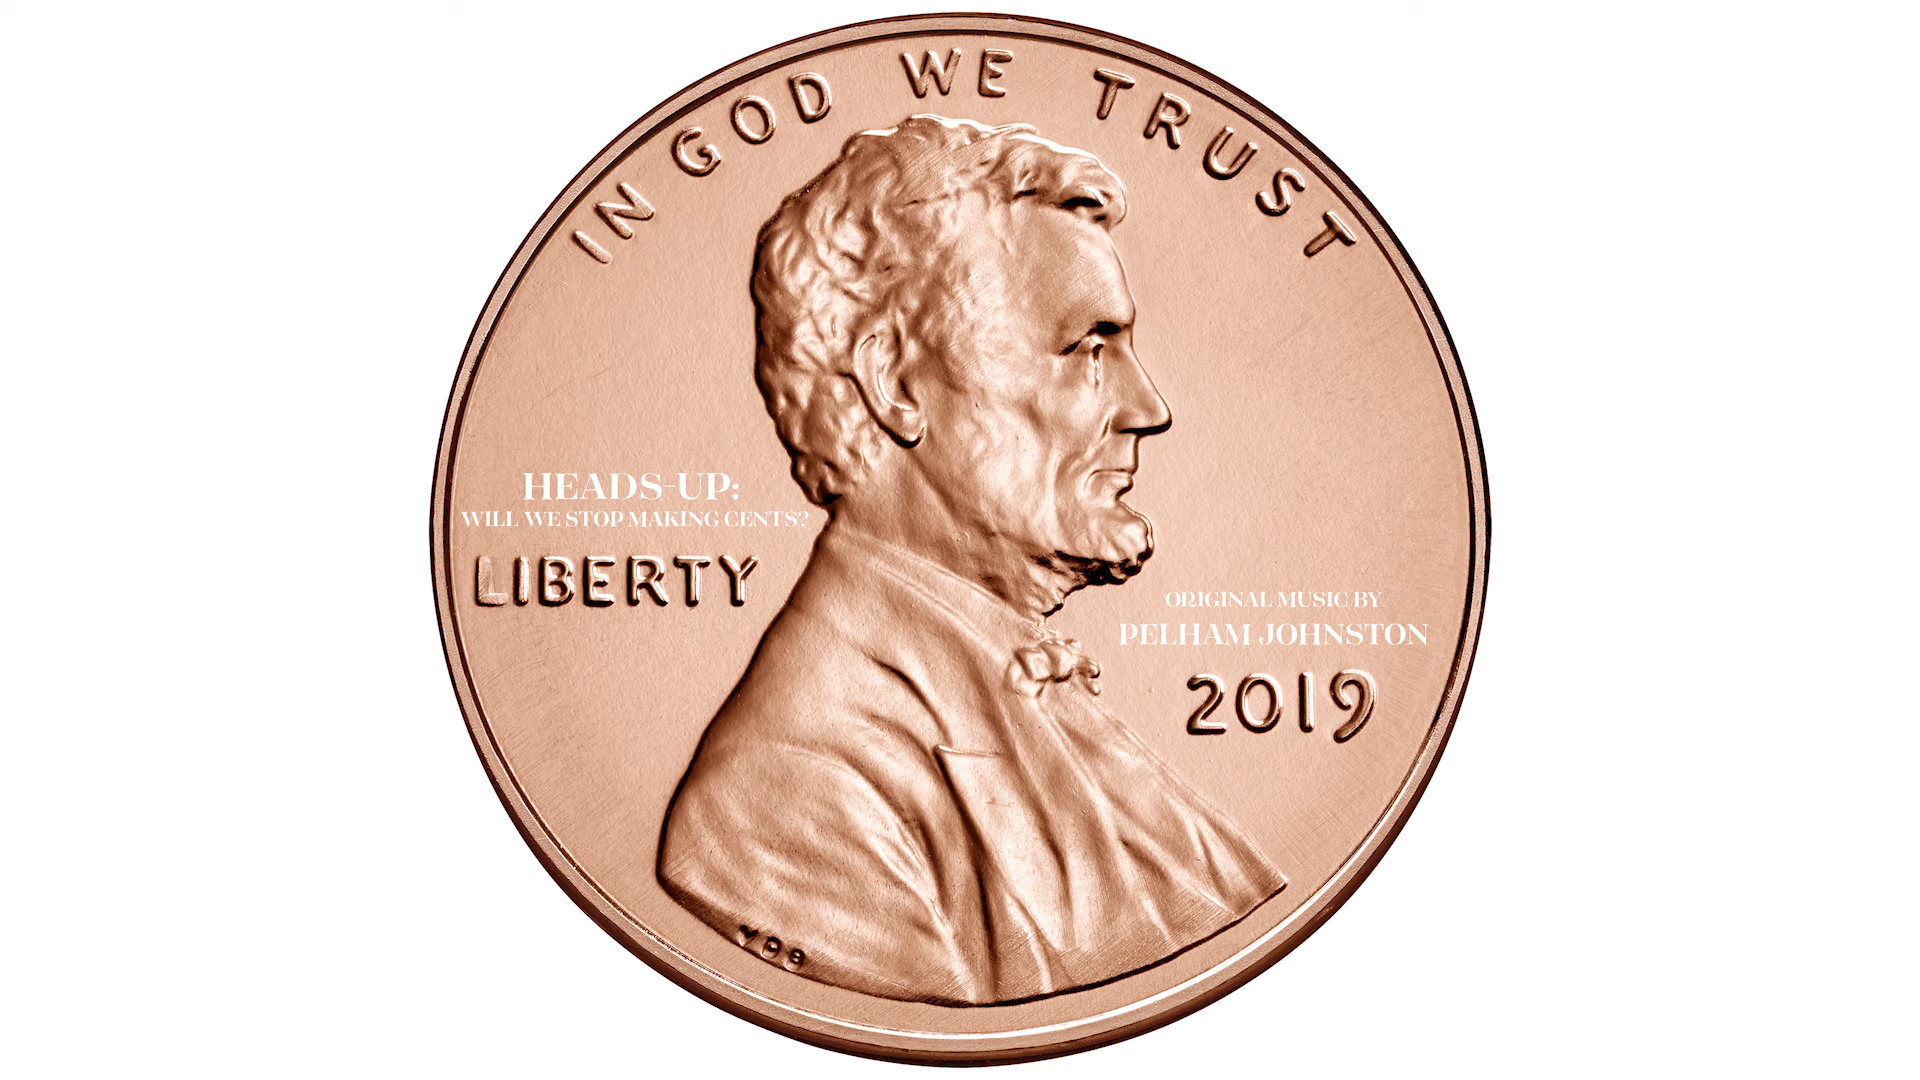 IN GOD WE TRUST
HEADS-UP:
WILL WE STOP MAKING CENTS?
LIBERTY
ORIGINAL MUSIC BY
PELHAM JOHNSTON
2019
VDB